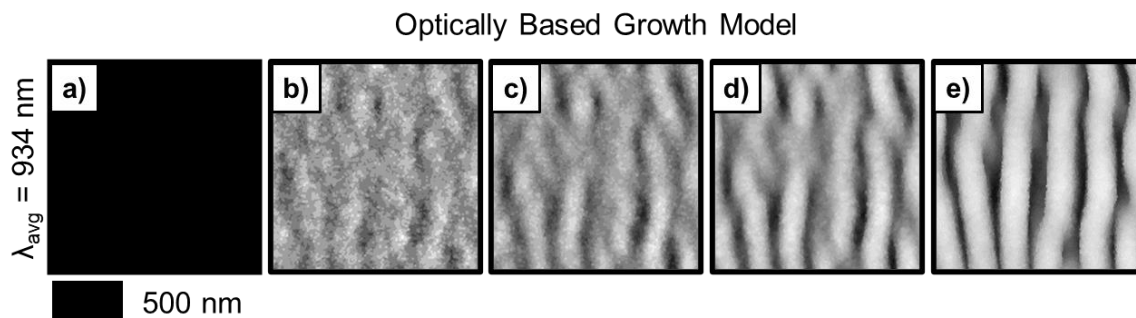 Optically Based Growth Model
λavg = 934 nm
a)
b)
c)
d)
e)
500 nm